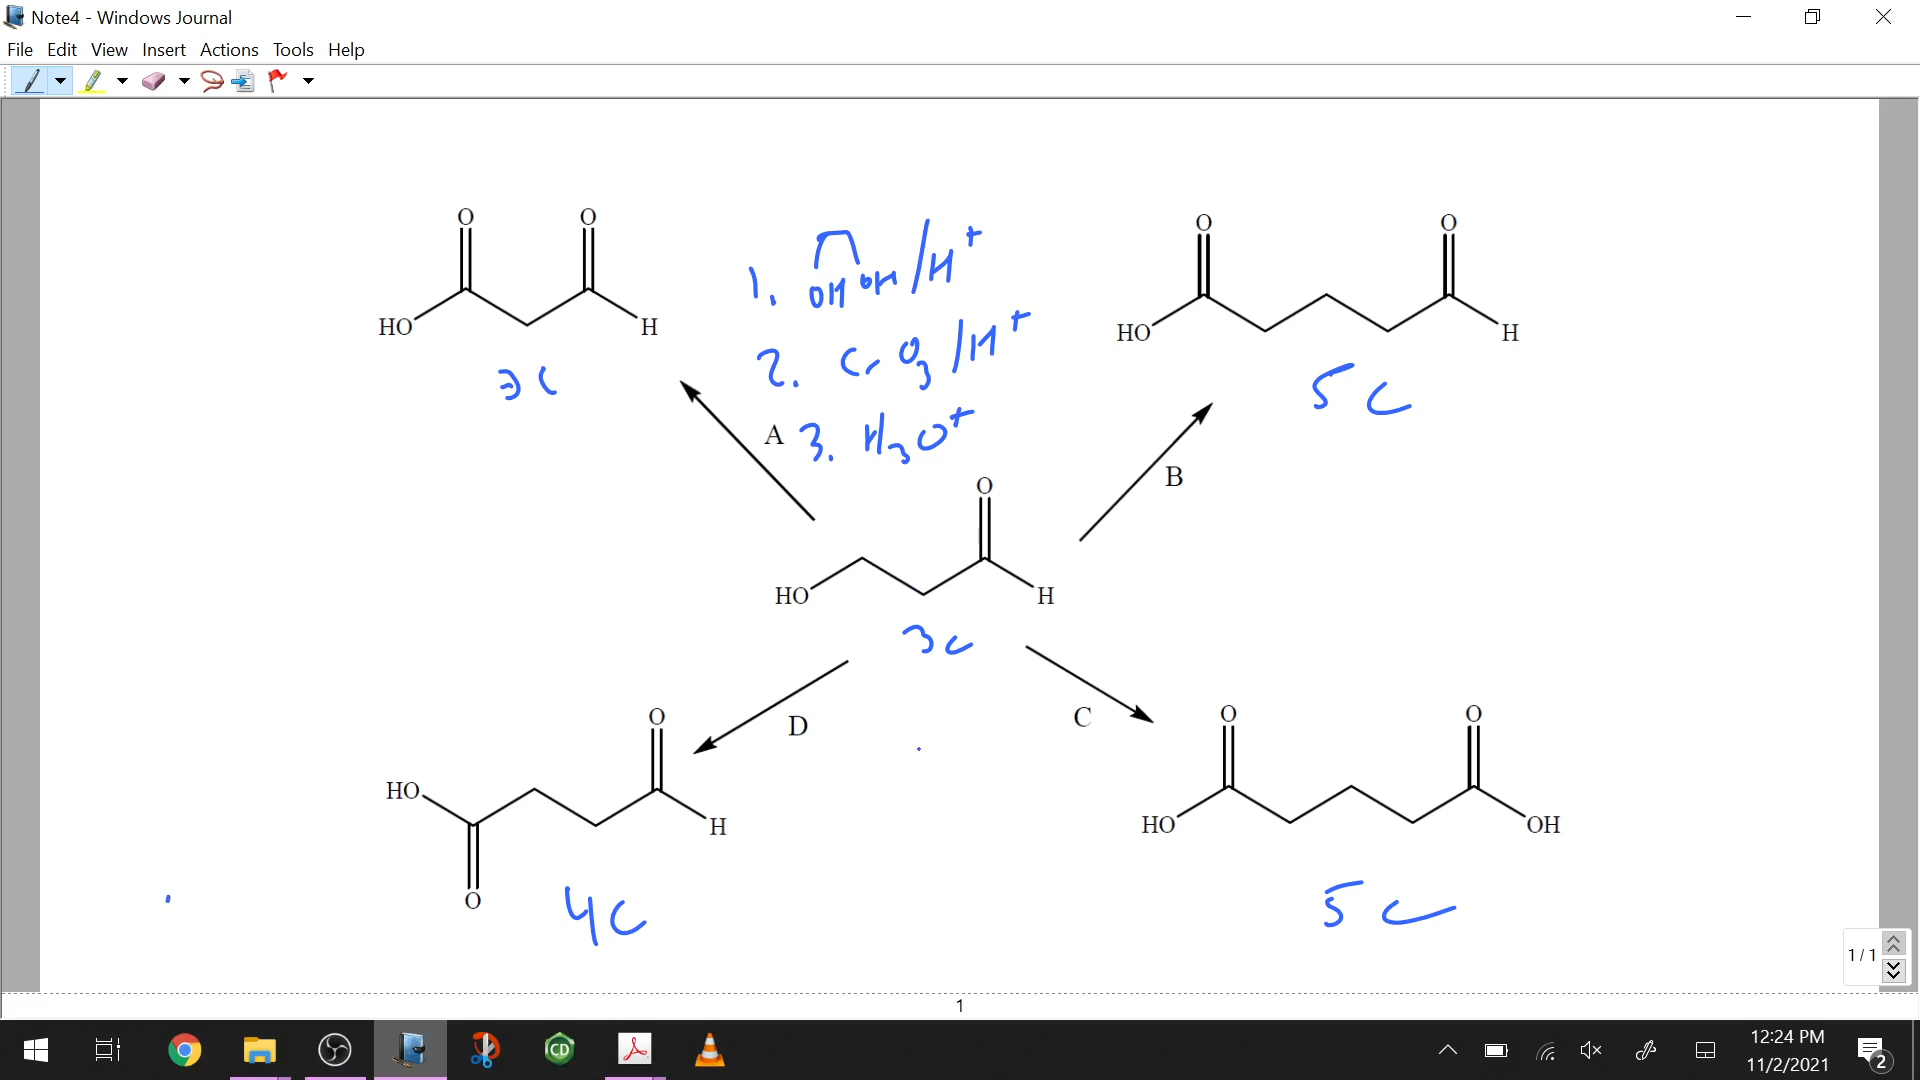 Note4 - Windows Journal
File Edit View Insert Actions Tools Help
O O
HO H
3C
1. OH OH /H+
2. CrO3/H+
3. H3O+
A
O O
HO H
5C
B
O
HO H
3C
D
C
O
HO
H
O
4C
O O
HO OH
5C
1 / 1
1
CD
12:24 PM
11/2/2021
2